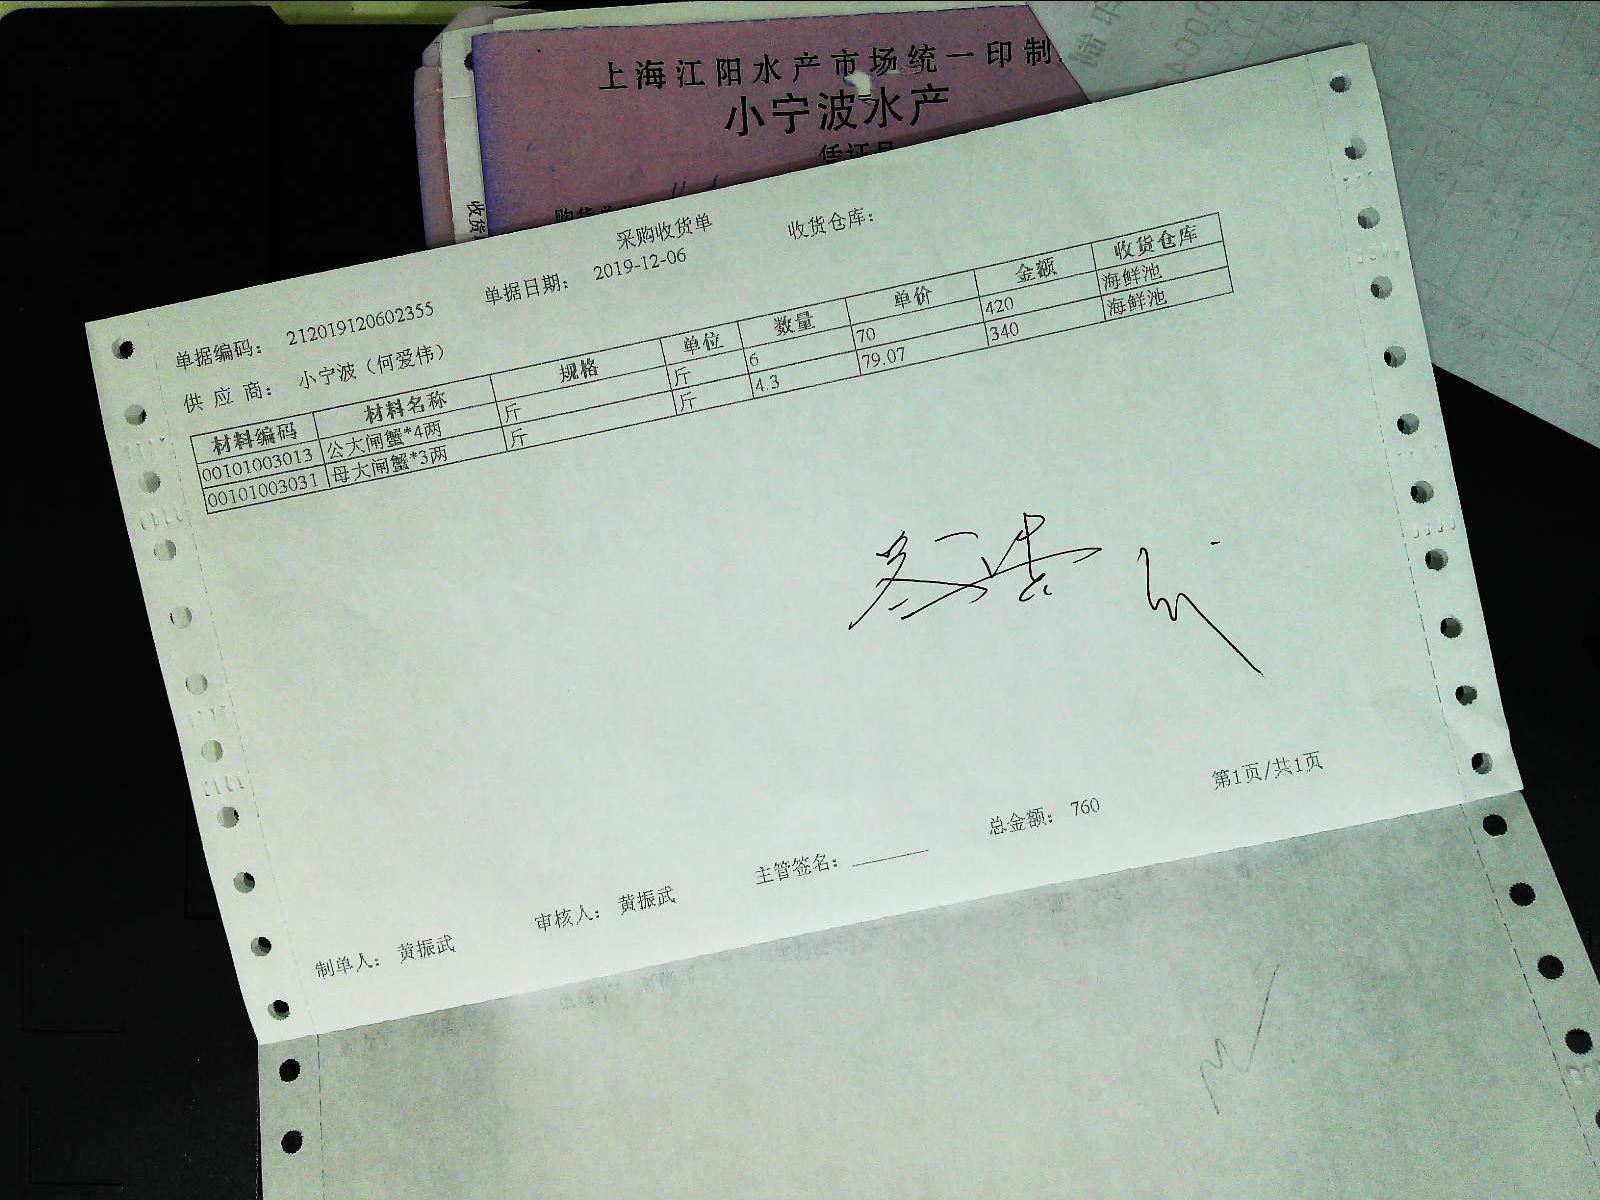 上海江阳水产市场统一印制
小宁波水产
凭证号
收货
采购收货单
收货仓库：
单据编码： 212019120602355 单据日期： 2019-12-06
供 应 商： 小宁波（何爱伟）
材料编码 材料名称 规格 单位 数量 单价 金额 收货仓库
00101003013 公大闸蟹*4两 斤 斤 6 70 420 海鲜池
00101003031 母大闸蟹*3两 斤 斤 4.3 79.07 340 海鲜池
第1页/共1页
制单人： 黄振武 审核人： 黄振武 主管签名： 总金额： 760